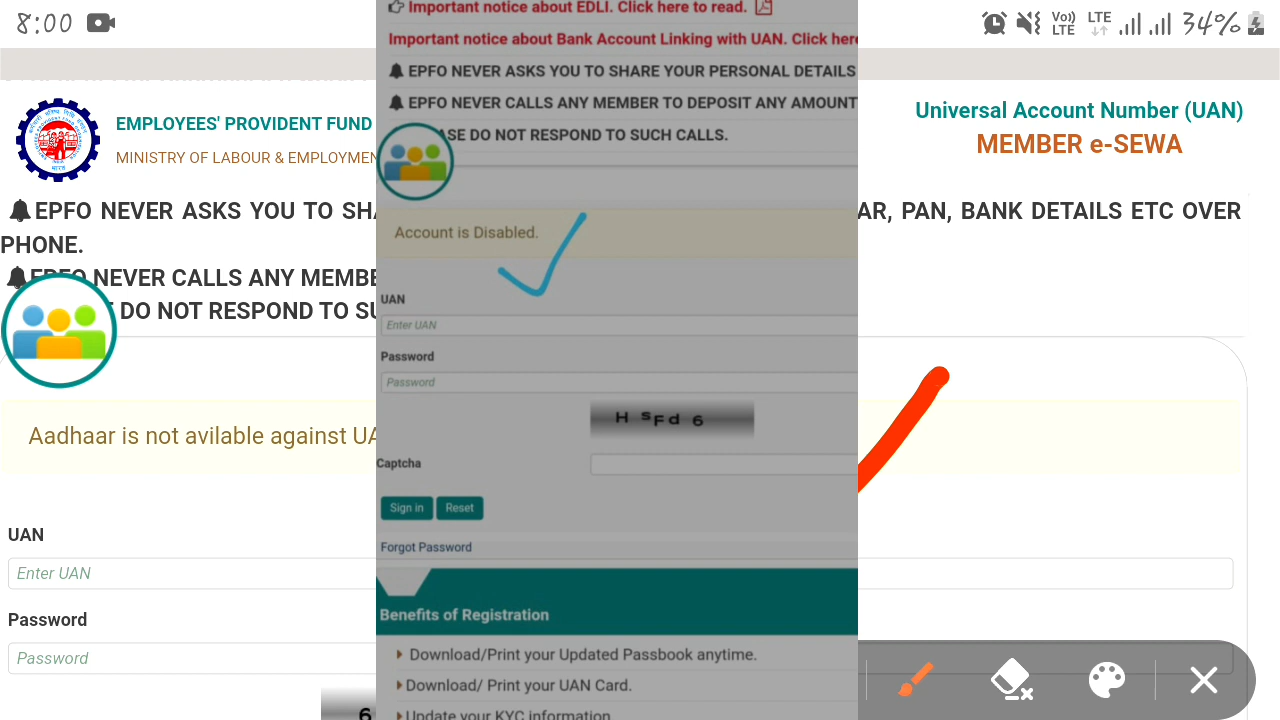 8:00
Vo)) LTE LTE 34%
Important notice about EDLI. Click here to read.
Important notice about Bank Account Linking with UAN. Click here
EPFO NEVER ASKS YOU TO SHARE YOUR PERSONAL DETAILS
EPFO NEVER CALLS ANY MEMBER TO DEPOSIT ANY AMOUNT
DO NOT RESPOND TO SUCH CALLS.
Account is Disabled.
UAN
Enter UAN
Password
Password
H s F d 6
Captcha
Sign in Reset
Forgot Password
Benefits of Registration
Download/Print your Updated Passbook anytime.
Download/ Print your UAN Card.
Update your KYC information.
EMPLOYEES' PROVIDENT FUND
MINISTRY OF LABOUR & EMPLOYMEN
Universal Account Number (UAN)
MEMBER e-SEWA
EPFO NEVER ASKS YOU TO SHA AR, PAN, BANK DETAILS ETC OVER
PHONE.
EPFO NEVER CALLS ANY MEMBE
DO NOT RESPOND TO SU
Aadhaar is not avilable against UA
UAN
Enter UAN
Password
Password
6